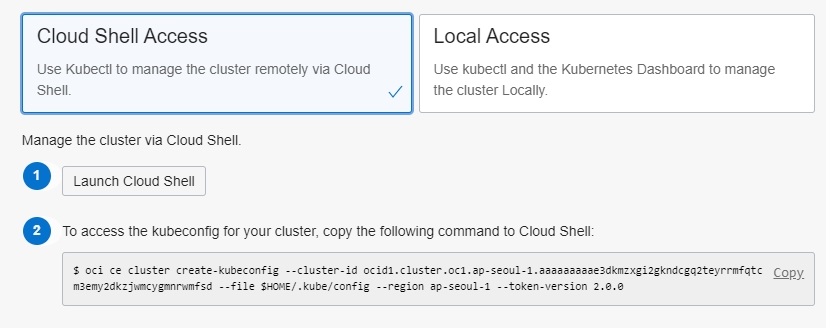 Cloud Shell Access
Use Kubectl to manage the cluster remotely via Cloud
Shell.
Local Access
Use kubectl and the Kubernetes Dashboard to manage
the cluster Locally.
Manage the cluster via Cloud Shell.
1
Launch Cloud Shell
2
To access the kubeconfig for your cluster, copy the following command to Cloud Shell:
$ oci ce cluster create-kubeconfig --cluster-id ocid1.cluster.oc1.ap-seoul-1.aaaaaaaaae3dkmzxgi2gkndcgq2teyrrmfqtc
m3emy2dkzjwmcygmnrwmfsd --file $HOME/.kube/config --region ap-seoul-1 --token-version 2.0.0
Copy